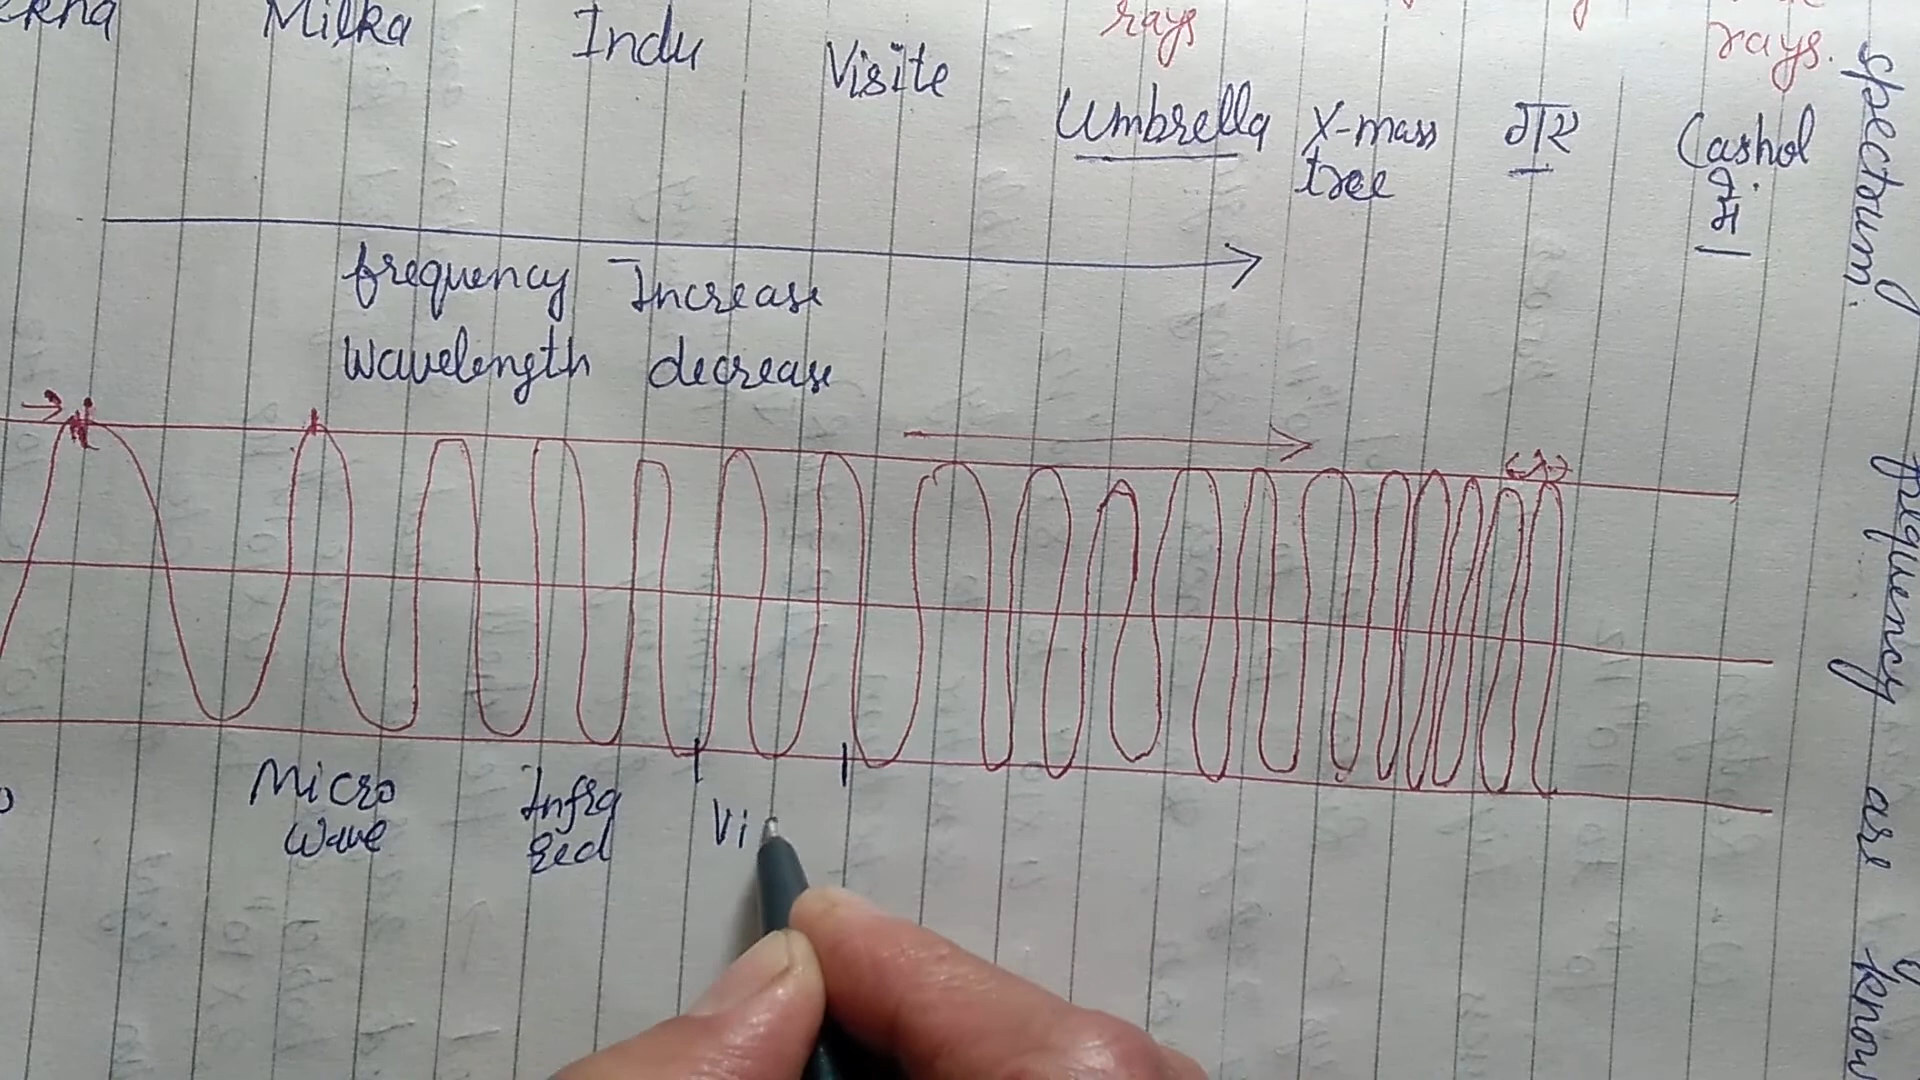 rays
rays.
Milka
Indu
Visite
Umbrella
X-mass
tree
गार
Cashol
में
frequency Increase
Wavelength decrease
Micro
Wave
Infra
red
Vi
spectrum.
frequency are know